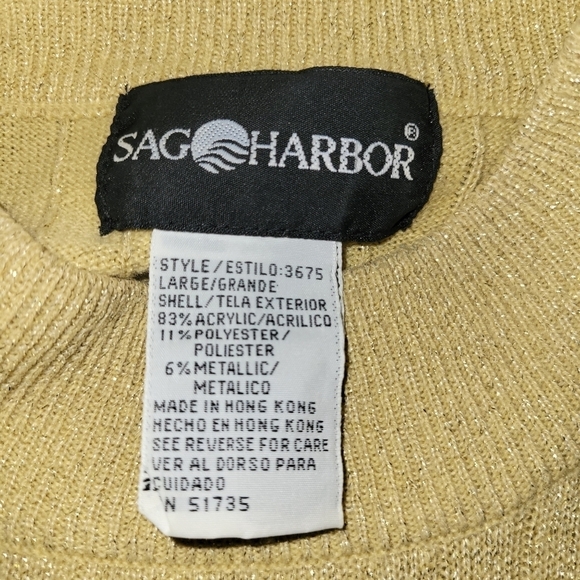 SAG HARBOR®
STYLE/ESTILO:3675
LARGE/GRANDE
SHELL/TELA EXTERIOR
83% ACRYLIC/ACRILICO
11% POLYESTER/
POLIESTER
6% METALLIC/
METALICO
MADE IN HONG KONG
HECHO EN HONG KONG
SEE REVERSE FOR CARE
VER AL DORSO PARA
CUIDADO
N 51735